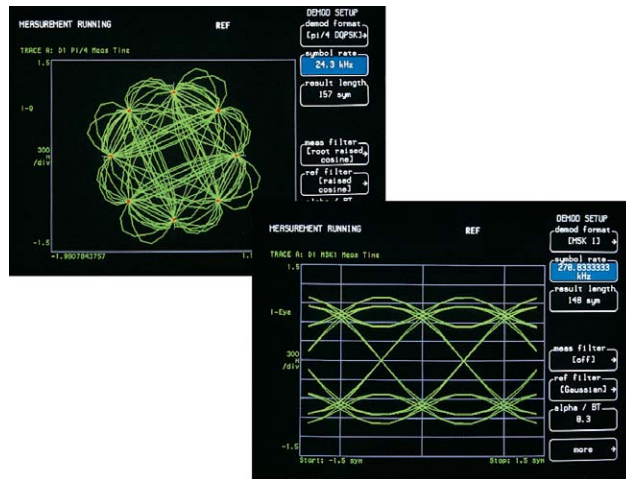 MEASUREMENT RUNNING
REF
DEMOD SETUP
demod format
[pi/4 DQPSK]
TRACE A: D1 PI/4 Meas Time
symbol rate
24.3 kHz
1.5
result length
157 sym
I-Q
meas filter
[root raised cosine]
300
m
/div
ref filter
[raised cosine]
alpha / BT
-1.5
-1.9607843757
MEASUREMENT RUNNING
REF
DEMOD SETUP
demod format
[MSK 1]
TRACE A: D1 MSK1 Meas Time
symbol rate
270.8333333
kHz
1.5
result length
148 sym
I-Eye
meas filter
[off]
300
m
/div
ref filter
[Gaussian]
alpha / BT
0.3
more
-1.5
Start: -1.5 sym
Stop: 1.5 sym